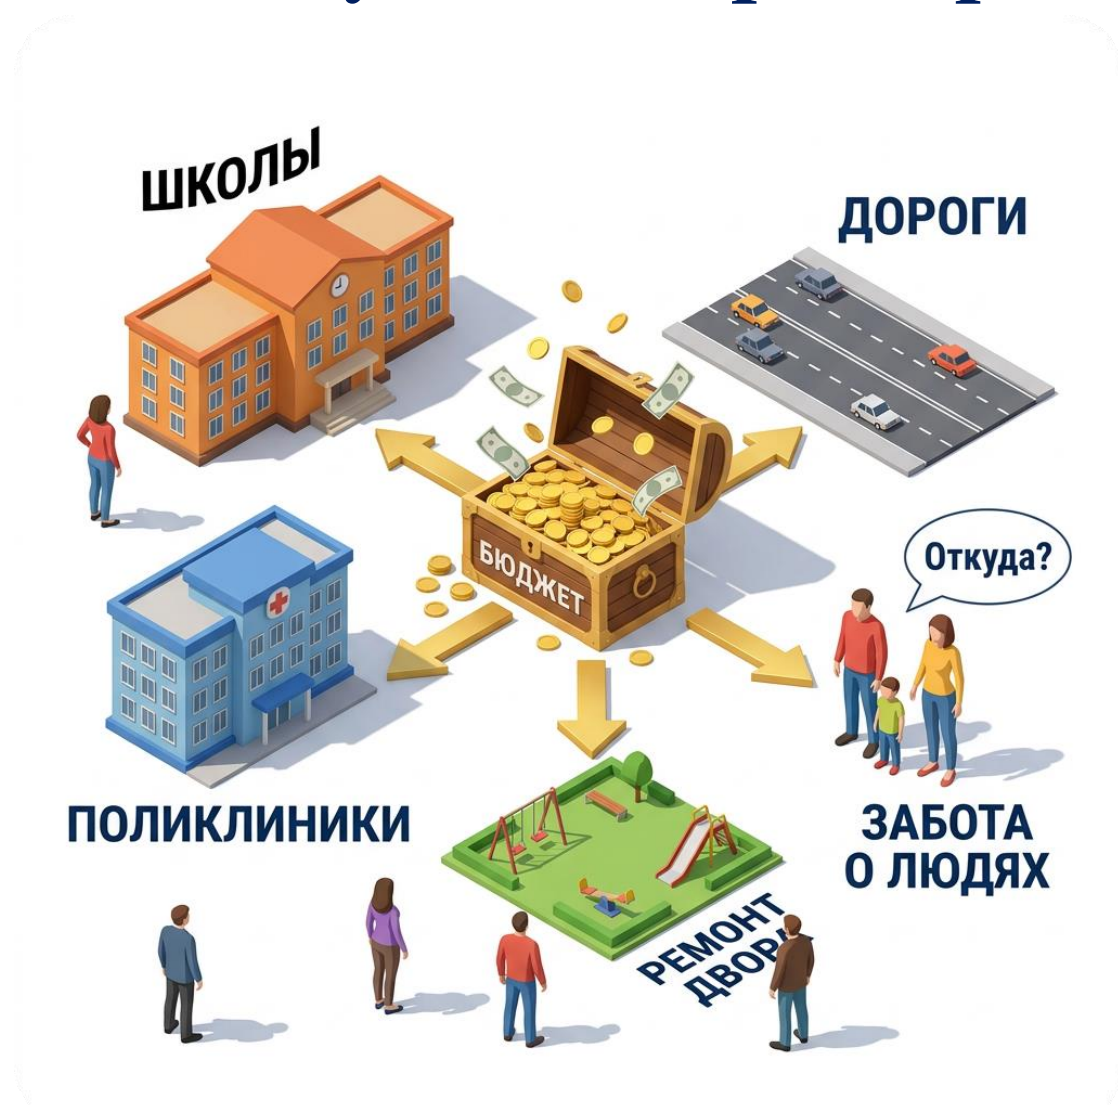 ШКОЛЫ
ДОРОГИ
БЮДЖЕТ
Откуда?
ПОЛИКЛИНИКИ
ЗАБОТА
О ЛЮДЯХ
РЕМОНТ